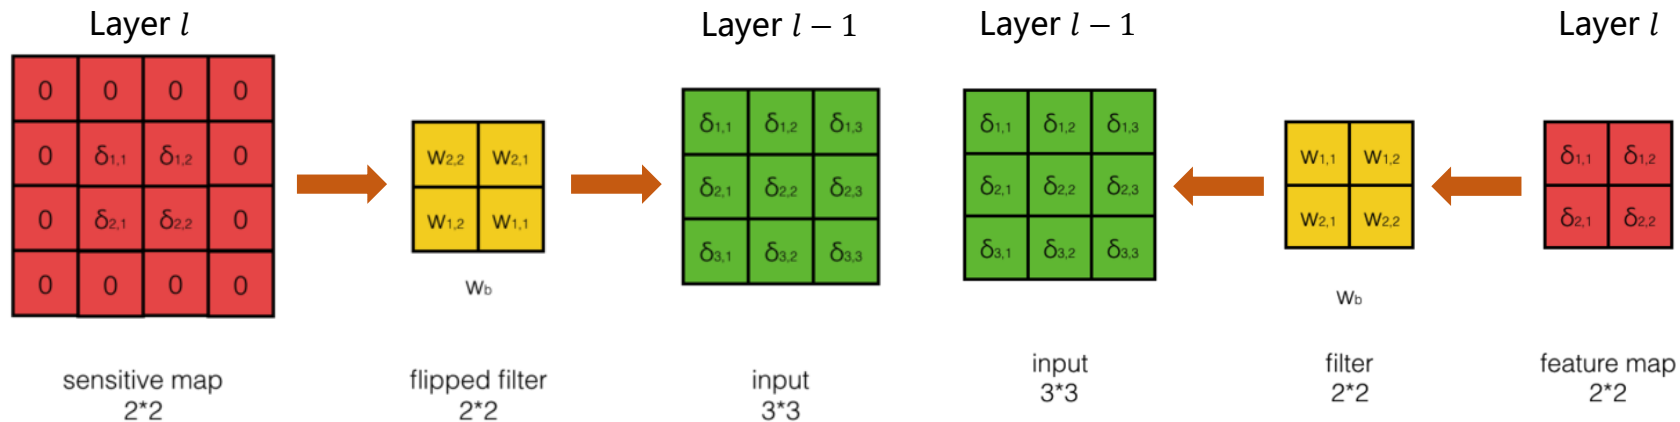 Layer l
Layer l − 1
Layer l − 1
Layer l
0 0 0 0
0 δ1,1 δ1,2 0
0 δ2,1 δ2,2 0
0 0 0 0
w2,2 w2,1
w1,2 w1,1
wb
δ1,1 δ1,2 δ1,3
δ2,1 δ2,2 δ2,3
δ3,1 δ3,2 δ3,3
δ1,1 δ1,2 δ1,3
δ2,1 δ2,2 δ2,3
δ3,1 δ3,2 δ3,3
w1,1 w1,2
w2,1 w2,2
wb
δ1,1 δ1,2
δ2,1 δ2,2
sensitive map
2*2
flipped filter
2*2
input
3*3
input
3*3
filter
2*2
feature map
2*2